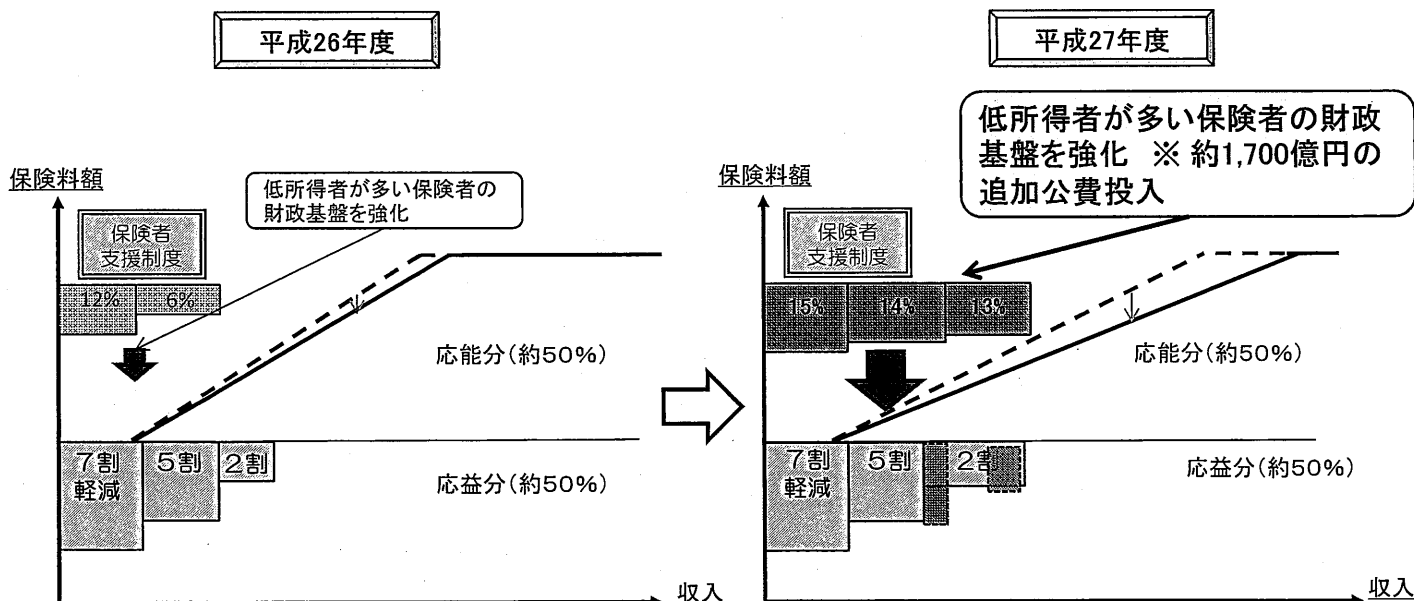 平成26年度
保険料額
低所得者が多い保険者の
財政基盤を強化
保険者
支援制度
12%
6%
応能分(約50%)
7割
軽減
5割
2割
応益分(約50%)
収入
平成27年度
低所得者が多い保険者の財政
基盤を強化 ※ 約1,700億円の
追加公費投入
保険料額
保険者
支援制度
15%
14%
13%
応能分(約50%)
7割
軽減
5割
2割
応益分(約50%)
収入